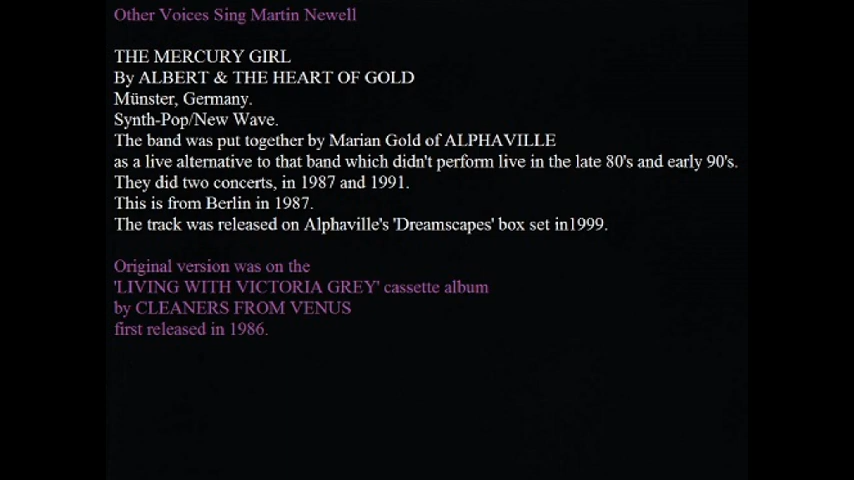 Other Voices Sing Martin Newell
THE MERCURY GIRL
By ALBERT & THE HEART OF GOLD
Münster, Germany.
Synth-Pop/New Wave.
The band was put together by Marian Gold of ALPHAVILLE
as a live alternative to that band which didn't perform live in the late 80's and early 90's.
They did two concerts, in 1987 and 1991.
This is from Berlin in 1987.
The track was released on Alphaville's 'Dreamscapes' box set in1999.
Original version was on the
'LIVING WITH VICTORIA GREY' cassette album
by CLEANERS FROM VENUS
first released in 1986.